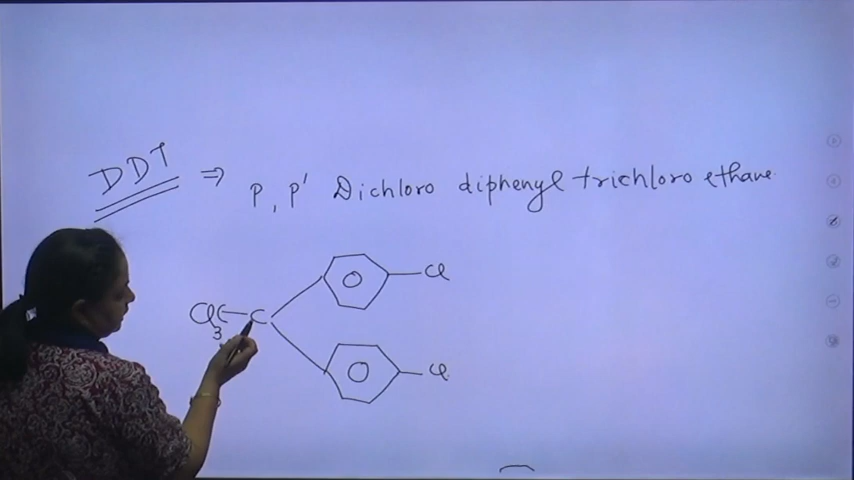 DDT ⇒ P, P' Dichloro diphenyl trichloro ethane
Cl
Cl3C-C
Cl